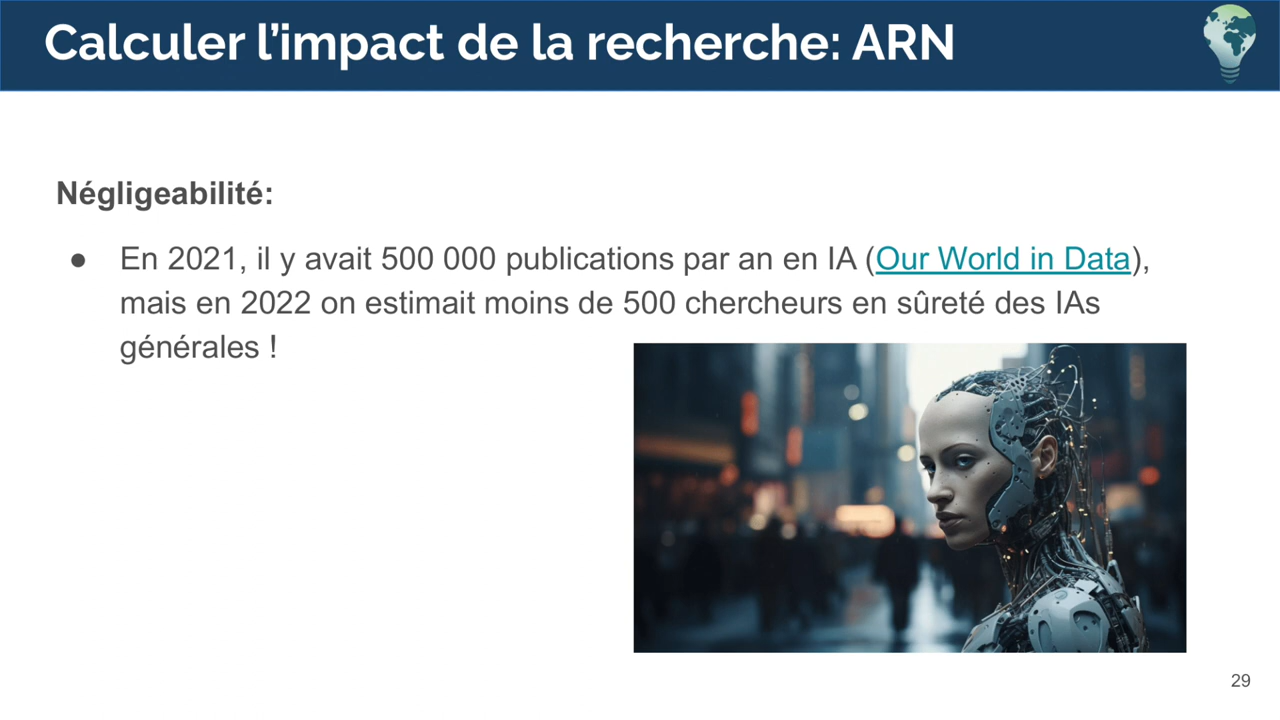 Calculer l’impact de la recherche: ARN
Négligeabilité:
● En 2021, il y avait 500 000 publications par an en IA (Our World in Data),
mais en 2022 on estimait moins de 500 chercheurs en sûreté des IAs
générales !
29